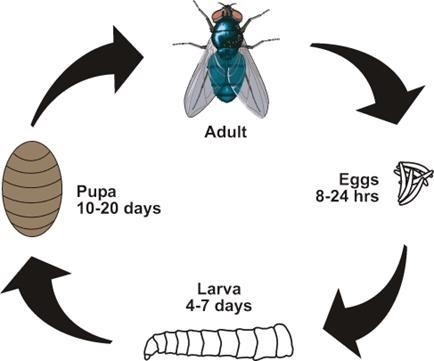 Adult
Eggs
8-24 hrs
Larva
4-7 days
Pupa
10-20 days